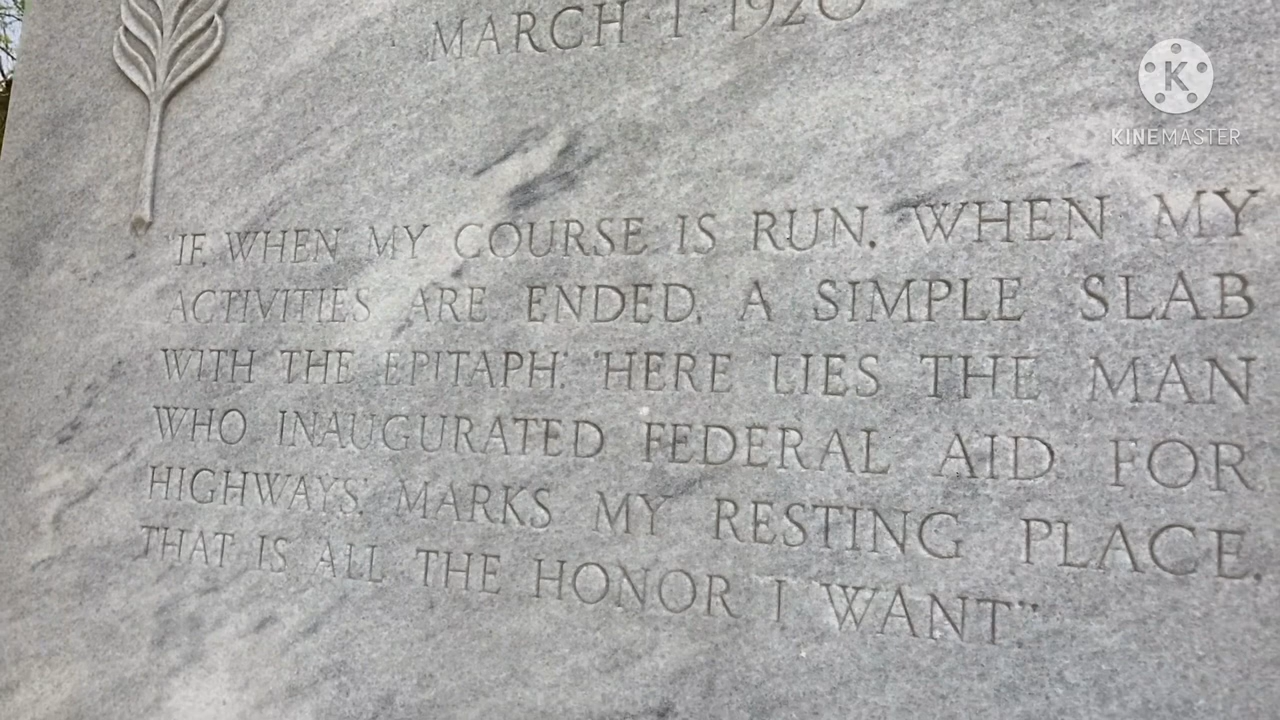 MARCH 1 1920
K
KINEMASTER
"IF, WHEN MY COURSE IS RUN, WHEN MY
ACTIVITIES ARE ENDED, A SIMPLE SLAB
WITH THE EPITAPH: 'HERE LIES THE MAN
WHO INAUGURATED FEDERAL AID FOR
HIGHWAYS', MARKS MY RESTING PLACE,
THAT IS ALL THE HONOR I WANT"